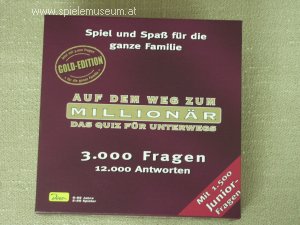 www.spielemuseum.at
Spiel und Spaß für die
ganze Familie
GOLD-EDITION
AUF DEM WEG ZUM
MILLIONÄR
DAS QUIZ FÜR UNTERWEGS
3.000 Fragen
12.000 Antworten
Mit 1.500
Junior-
Fragen